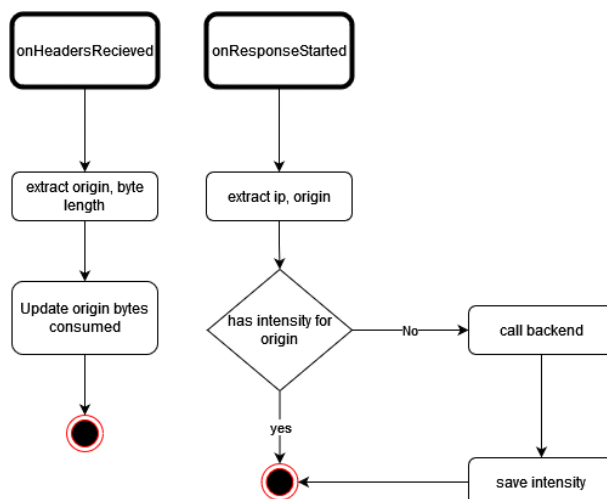 onHeadersRecieved
extract origin, byte
length
Update origin bytes
consumed
onResponseStarted
extract ip, origin
has intensity for
origin
No
yes
call backend
save intensity